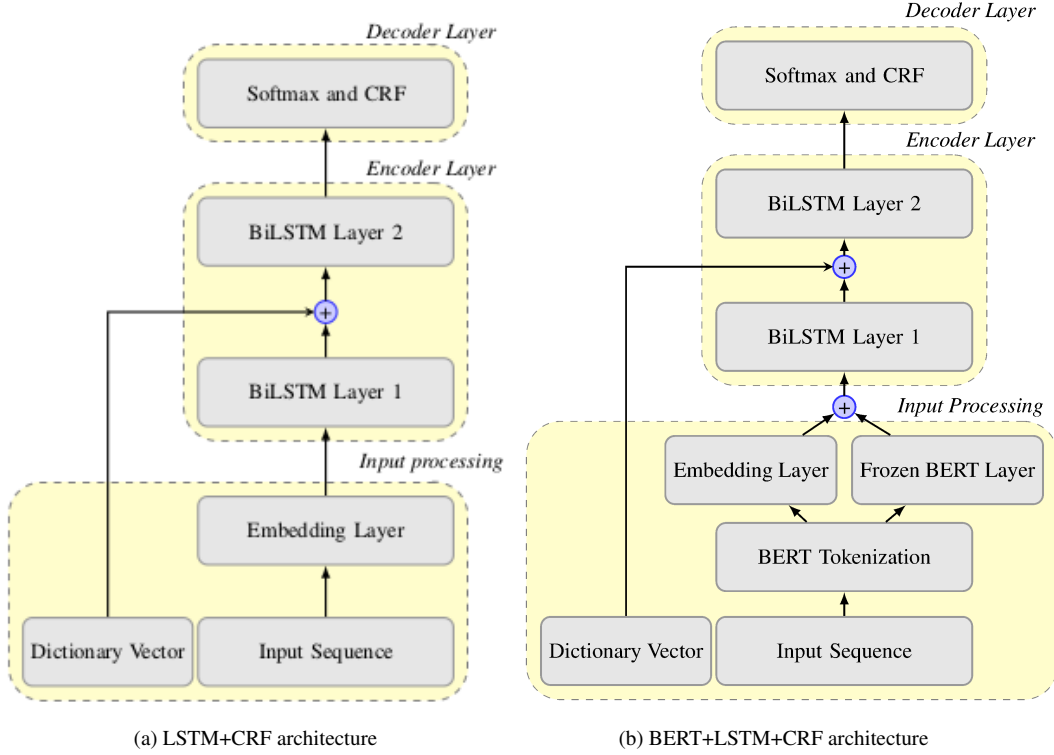 Decoder Layer
Softmax and CRF
Encoder Layer
BiLSTM Layer 2
+
BiLSTM Layer 1
Input processing
Embedding Layer
Dictionary Vector
Input Sequence
(a) LSTM+CRF architecture
Decoder Layer
Softmax and CRF
Encoder Layer
BiLSTM Layer 2
+
BiLSTM Layer 1
+
Input Processing
Embedding Layer
Frozen BERT Layer
BERT Tokenization
Dictionary Vector
Input Sequence
(b) BERT+LSTM+CRF architecture